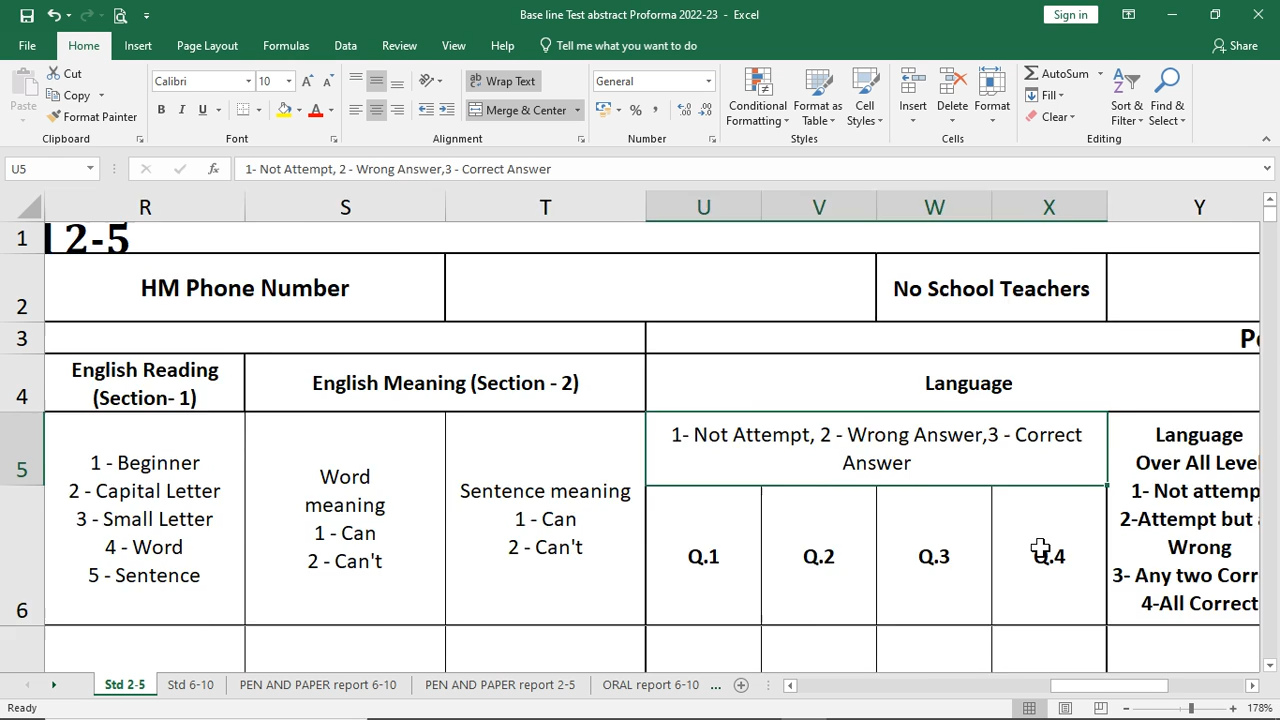 Base line Test abstract Proforma 2022-23 - Excel
Sign in
File Home Insert Page Layout Formulas Data Review View Help Tell me what you want to do Share
Paste
Cut
Copy
Format Painter
Clipboard
Calibri 10
B I U
Font
Wrap Text
Merge & Center
Alignment
General
Number
Conditional Formatting
Format as Table
Cell Styles
Styles
Insert Delete Format
Cells
AutoSum
Fill
Clear
Sort & Filter
Find & Select
Editing
U5 fx 1- Not Attempt, 2 - Wrong Answer,3 - Correct Answer
R S T U V W X Y
1 2-5
2 HM Phone Number No School Teachers
3
4 English Reading
(Section- 1)
English Meaning (Section - 2)
Language
5
1 - Beginner
2 - Capital Letter
3 - Small Letter
4 - Word
5 - Sentence
Word
meaning
1 - Can
2 - Can't
Sentence meaning
1 - Can
2 - Can't
1- Not Attempt, 2 - Wrong Answer,3 - Correct
Answer
Language
Over All Level
1- Not attemp
2-Attempt but
Wrong
3- Any two Corr
4-All Correct
6 Q.1 Q.2 Q.3 Q.4
Std 2-5 Std 6-10 PEN AND PAPER report 6-10 PEN AND PAPER report 2-5 ORAL report 6-10 ...
Ready 178%